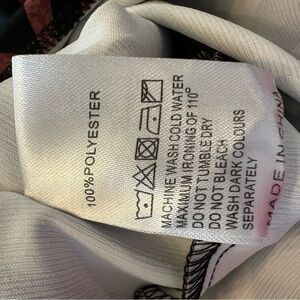 100%POLYESTER
MACHINE WASH COLD WATER
MAXIMUM IRONING OF 110°
DO NOT TUMBLE DRY
DO NOT BLEACH
WASH DARK COLOURS
SEPARATELY
MADE IN CHINA